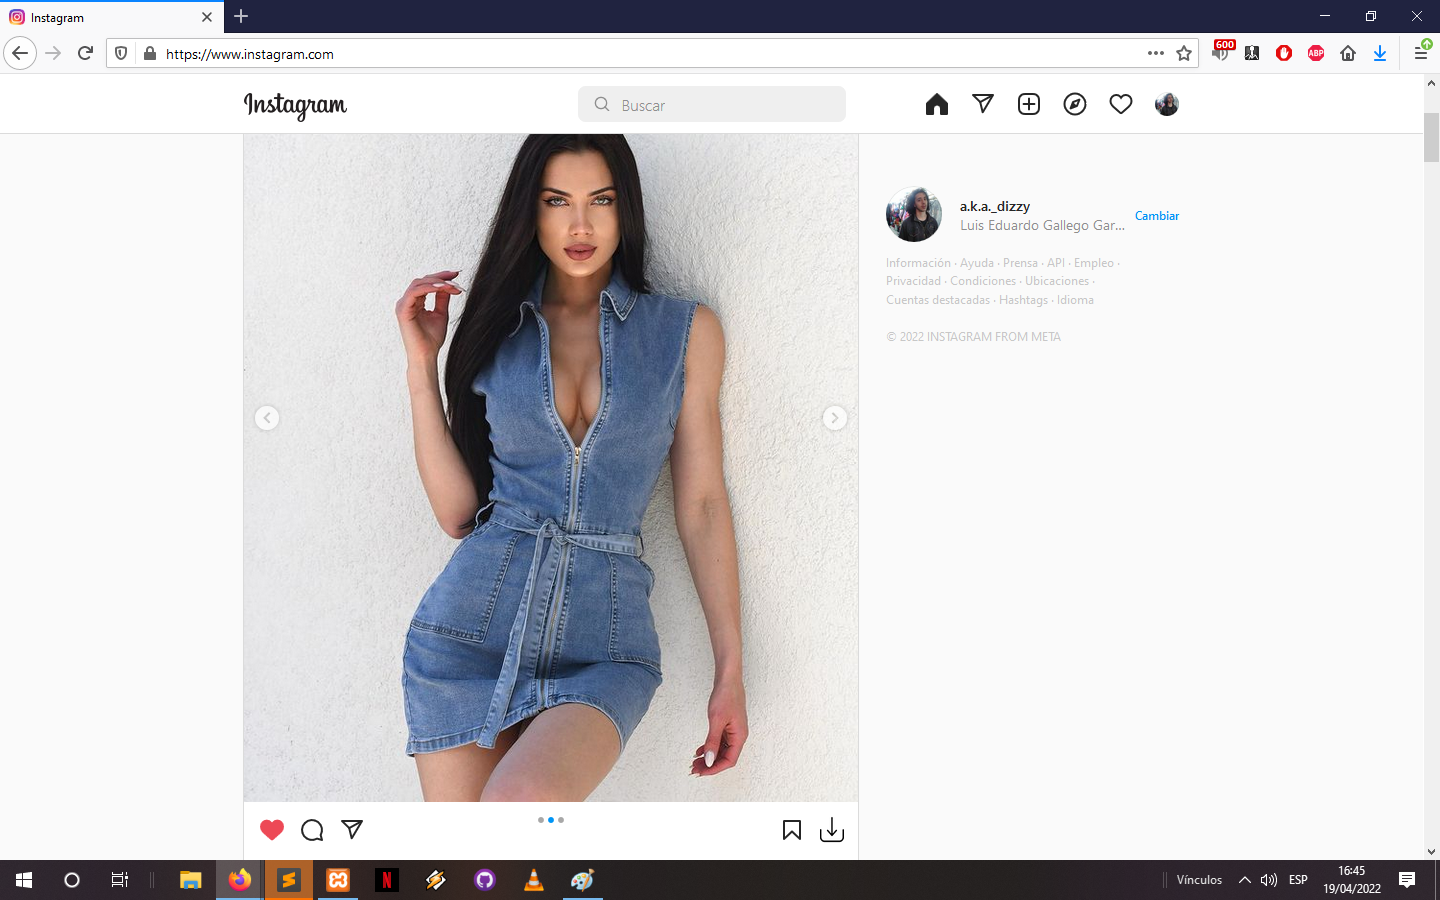 Instagram
https://www.instagram.com
600
ABP
Instagram
Buscar
a.k.a._dizzy
Luis Eduardo Gallego Gar...
Cambiar
Información · Ayuda · Prensa · API · Empleo ·
Privacidad · Condiciones · Ubicaciones ·
Cuentas destacadas · Hashtags · Idioma
© 2022 INSTAGRAM FROM META
N
Vínculos
ESP
16:45
19/04/2022